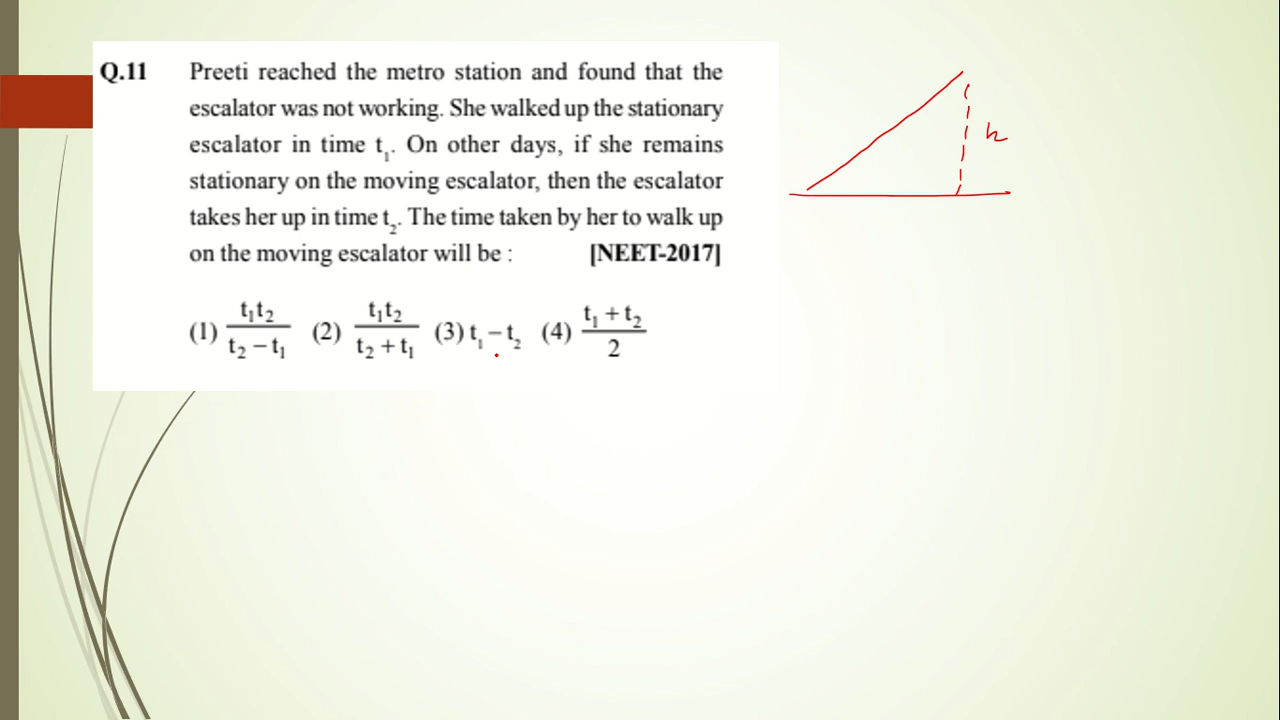 Q.11 Preeti reached the metro station and found that the
escalator was not working. She walked up the stationary
escalator in time t₁. On other days, if she remains
stationary on the moving escalator, then the escalator
takes her up in time t₂. The time taken by her to walk up
on the moving escalator will be : [NEET-2017]
(1) t₁t₂/(t₂ − t₁) (2) t₁t₂/(t₂ + t₁) (3) t₁ − t₂ (4) (t₁ + t₂)/2
h